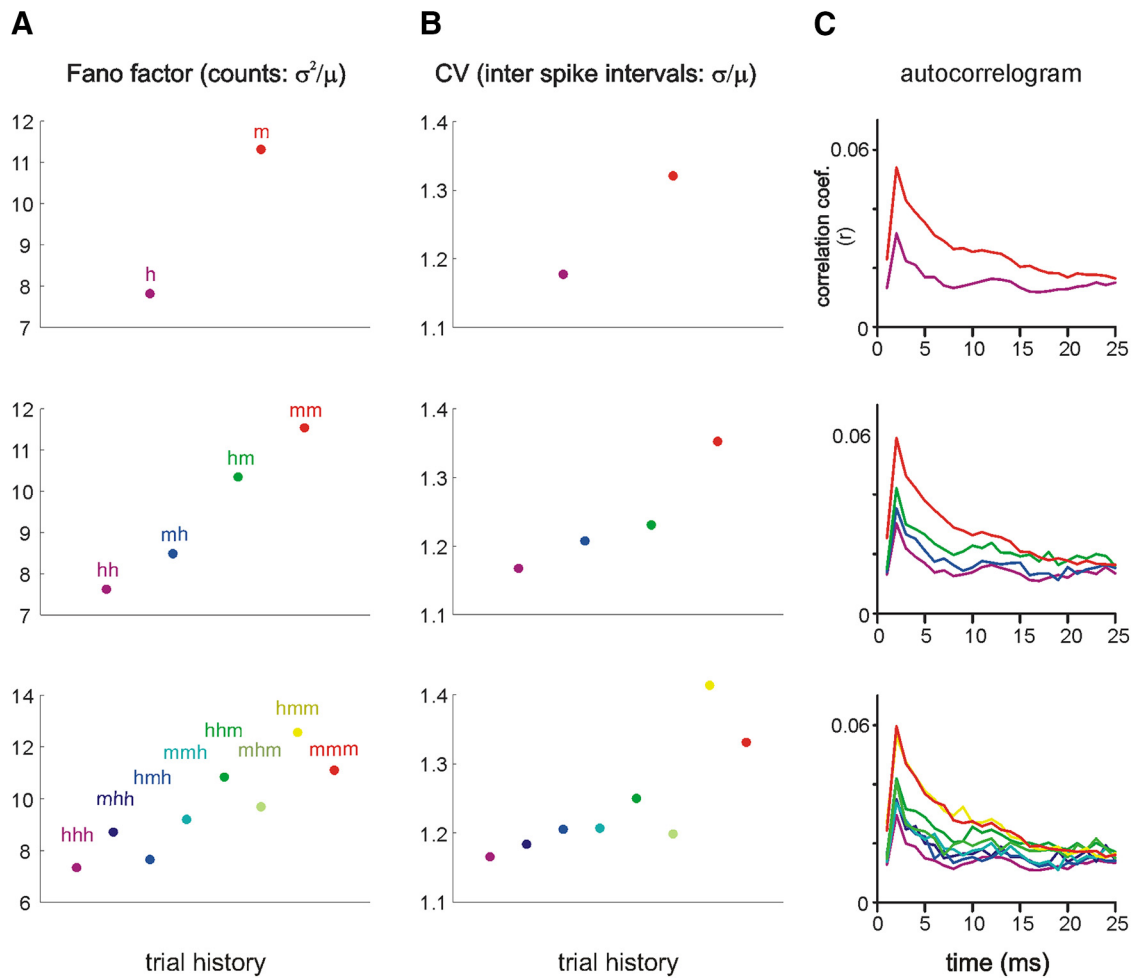 A
B
C
Fano factor (counts: σ²/μ)
CV (inter spike intervals: σ/μ)
autocorrelogram
12
11
10
9
8
7
m
h
1.4
1.3
1.2
1.1
correlation coef.
(r)
0.06
0
0 5 10 15 20 25
12
11
10
9
8
7
mm
hm
mh
hh
1.4
1.3
1.2
1.1
0.06
0
0 5 10 15 20 25
14
12
10
8
6
hmm
hhm
mmh
mhm
mmm
hmh
mhh
hhh
1.4
1.3
1.2
1.1
0.06
0
0 5 10 15 20 25
trial history
trial history
time (ms)